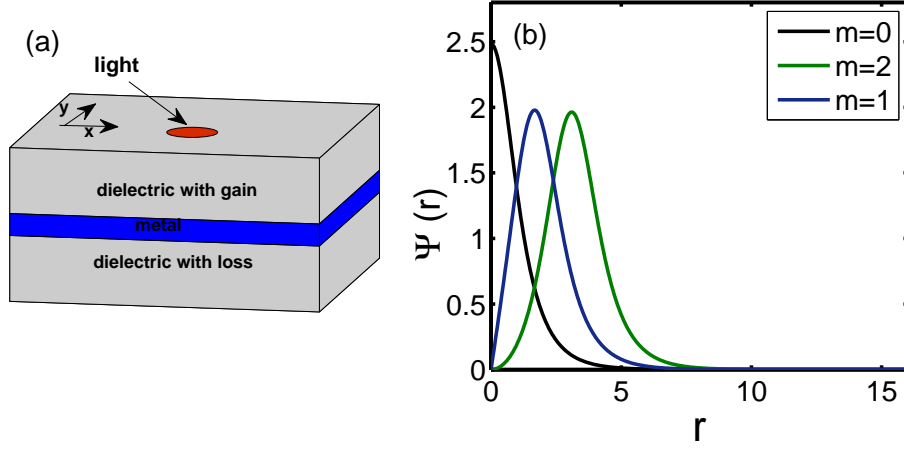 (a)
light
y
x
dielectric with gain
metal
dielectric with loss
(b)
m=0
m=2
m=1
2.5
2
1.5
1
0.5
0
Ψ (r)
0 5 10 15
r